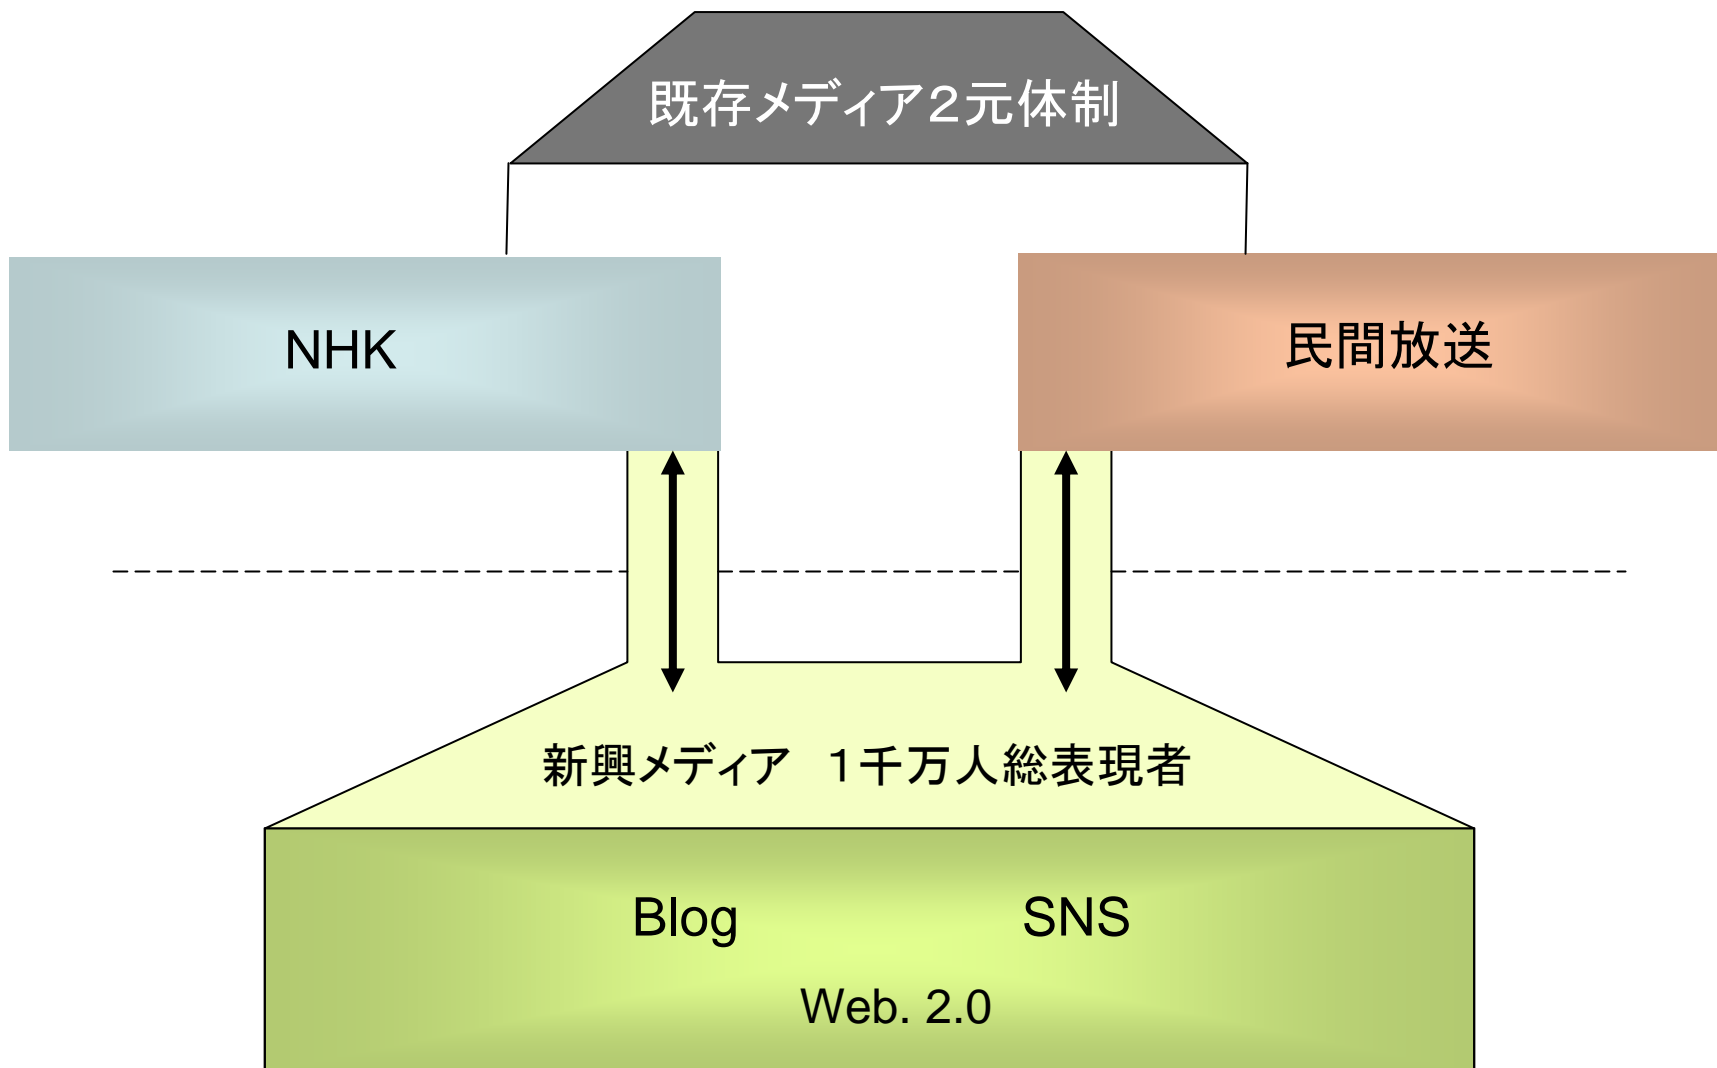 既存メディア２元体制
NHK
民間放送
新興メディア　１千万人総表現者
Blog SNS
Web. 2.0